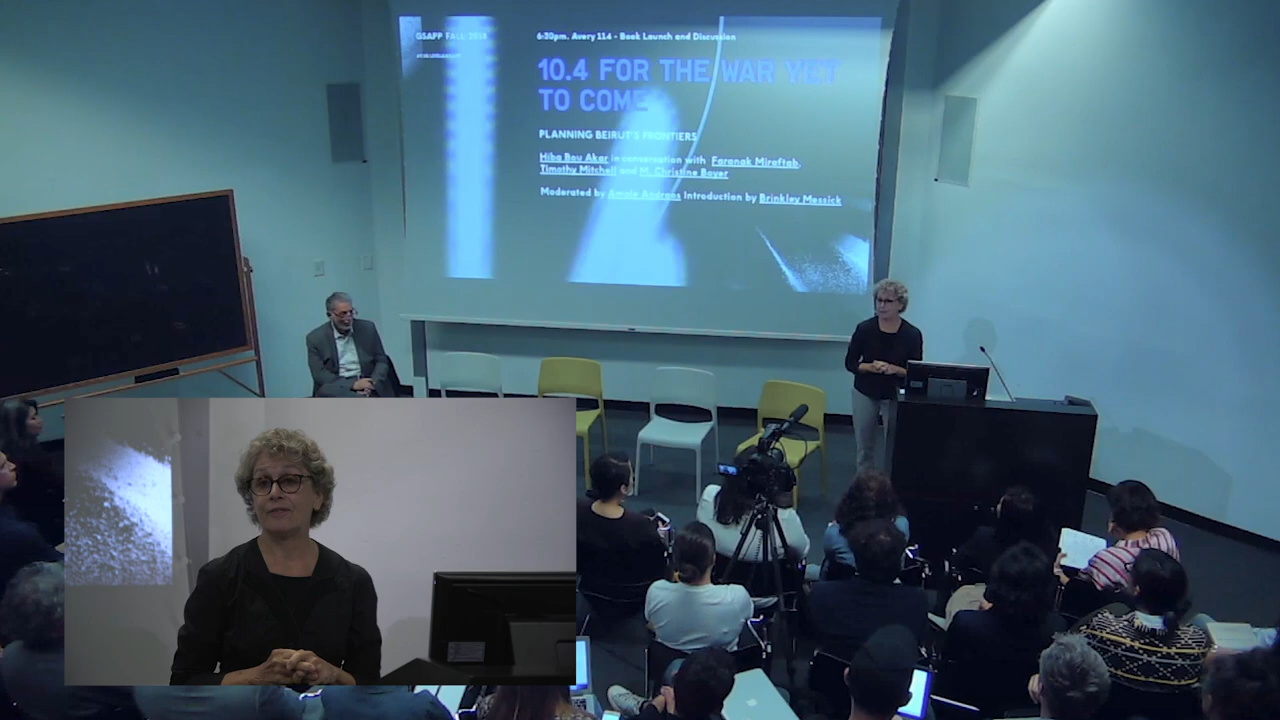 GSAPP FALL 2018
6:30pm, Avery 114 - Book Launch and Discussion
10.4 FOR THE WAR YET
TO COME
PLANNING BEIRUT'S FRONTIERS
Hiba Bou Akar in conversation with Faranak Miraftab,
Timothy Mitchell and M. Christine Boyer
Moderated by Amale Andraos Introduction by Brinkley Messick